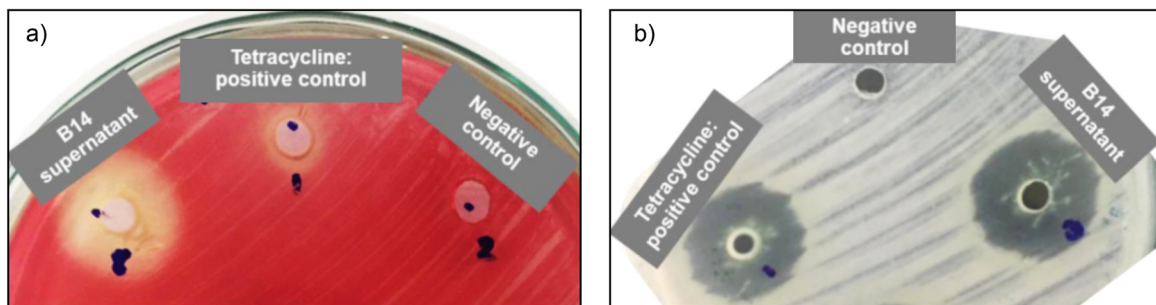 a)
B14
supernatant
Tetracycline:
positive control
Negative
control
b)
Tetracycline:
positive control
Negative
control
B14
supernatant